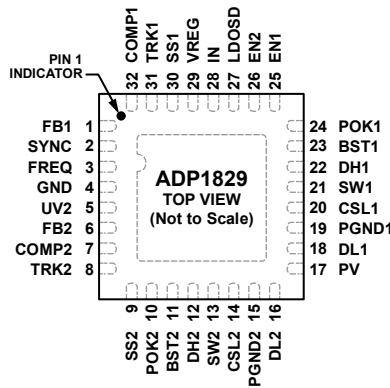 COMP1
TRK1
SS1
VREG
IN
LDOSD
EN2
EN1
32 31 30 29 28 27 26 25
PIN 1
INDICATOR
FB1 1
SYNC 2
FREQ 3
GND 4
UV2 5
FB2 6
COMP2 7
TRK2 8
ADP1829
TOP VIEW
(Not to Scale)
24 POK1
23 BST1
22 DH1
21 SW1
20 CSL1
19 PGND1
18 DL1
17 PV
9 10 11 12 13 14 15 16
SS2
POK2
BST2
DH2
SW2
CSL2
PGND2
DL2